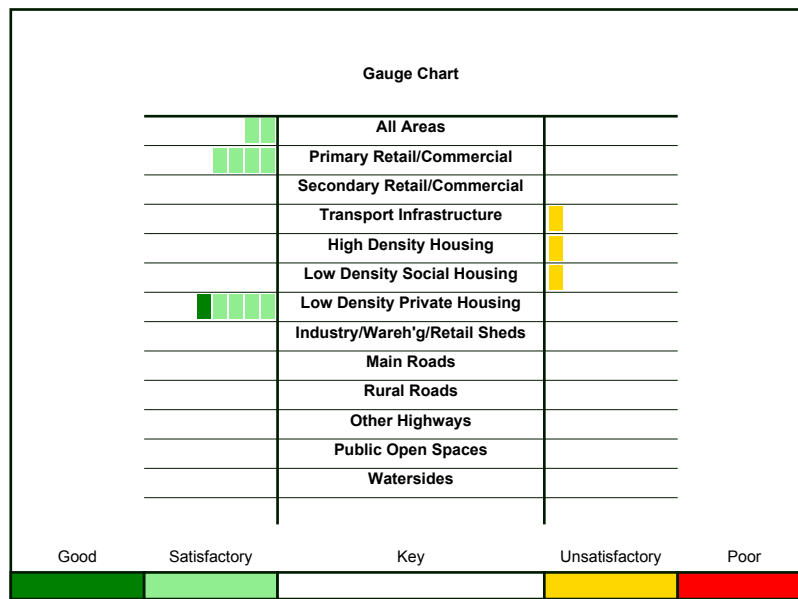 Gauge Chart
All Areas
Primary Retail/Commercial
Secondary Retail/Commercial
Transport Infrastructure
High Density Housing
Low Density Social Housing
Low Density Private Housing
Industry/Wareh'g/Retail Sheds
Main Roads
Rural Roads
Other Highways
Public Open Spaces
Watersides
Good Satisfactory Key Unsatisfactory Poor